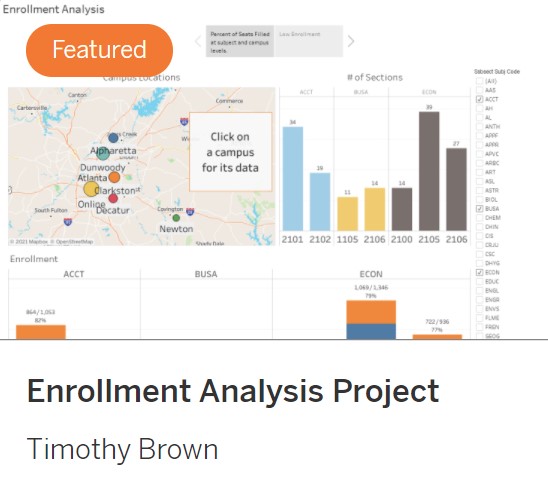 Enrollment Analysis
Featured
Percent of Seats Filled
at subject and campus
levels.
Low Enrollment
Campus Locations
# of Sections
Subject Subj Code
Canton
Cartersville
Commerce
Alpharetta
Dunwoody
Atlanta
Clarkston
Online
Decatur
South Fulton
Covington
Newton
© 2021 Mapbox © OpenStreetMap
Click on
a campus
for its data
ACCT
BUSA
ECON
34
19
11
14
14
39
27
2101
2102
1105
2106
2100
2105
2106
(All)
AAS
ACCT
AH
AL
ANTH
APPF
APPR
APVC
ARBC
ART
ASL
ASTR
BIOL
BUSA
CHEM
CHIN
CIS
CRJU
CSC
DHYG
ECON
EDUC
ENGL
ENGR
ENVS
FLME
FREN
GEOG
Enrollment
ACCT
BUSA
ECON
864/1,053
82%
1,069/1,346
79%
722/936
77%
Enrollment Analysis Project
Timothy Brown